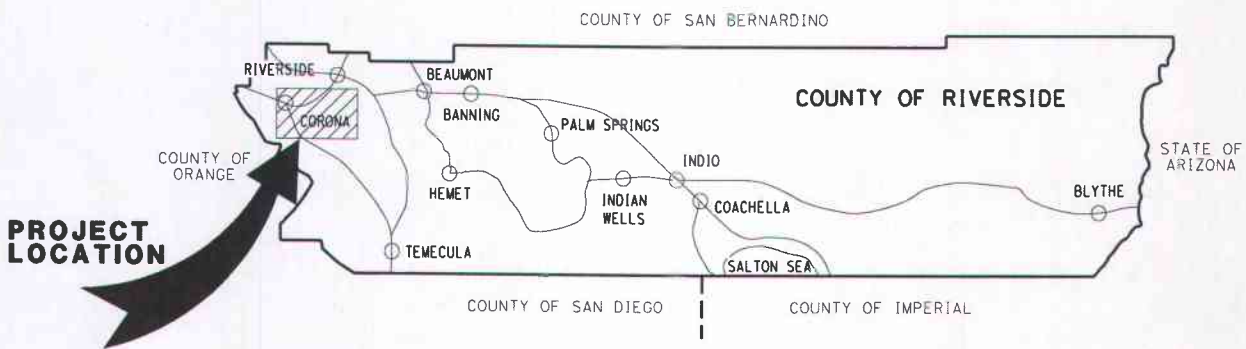 COUNTY OF SAN BERNARDINO
RIVERSIDE
BEAUMONT
COUNTY OF RIVERSIDE
BANNING
CORONA
PALM SPRINGS
COUNTY OF
ORANGE
STATE OF
ARIZONA
INDIO
HEMET
BLYTHE
INDIAN
WELLS
COACHELLA
PROJECT
LOCATION
TEMECULA
SALTON SEA
COUNTY OF SAN DIEGO
COUNTY OF IMPERIAL